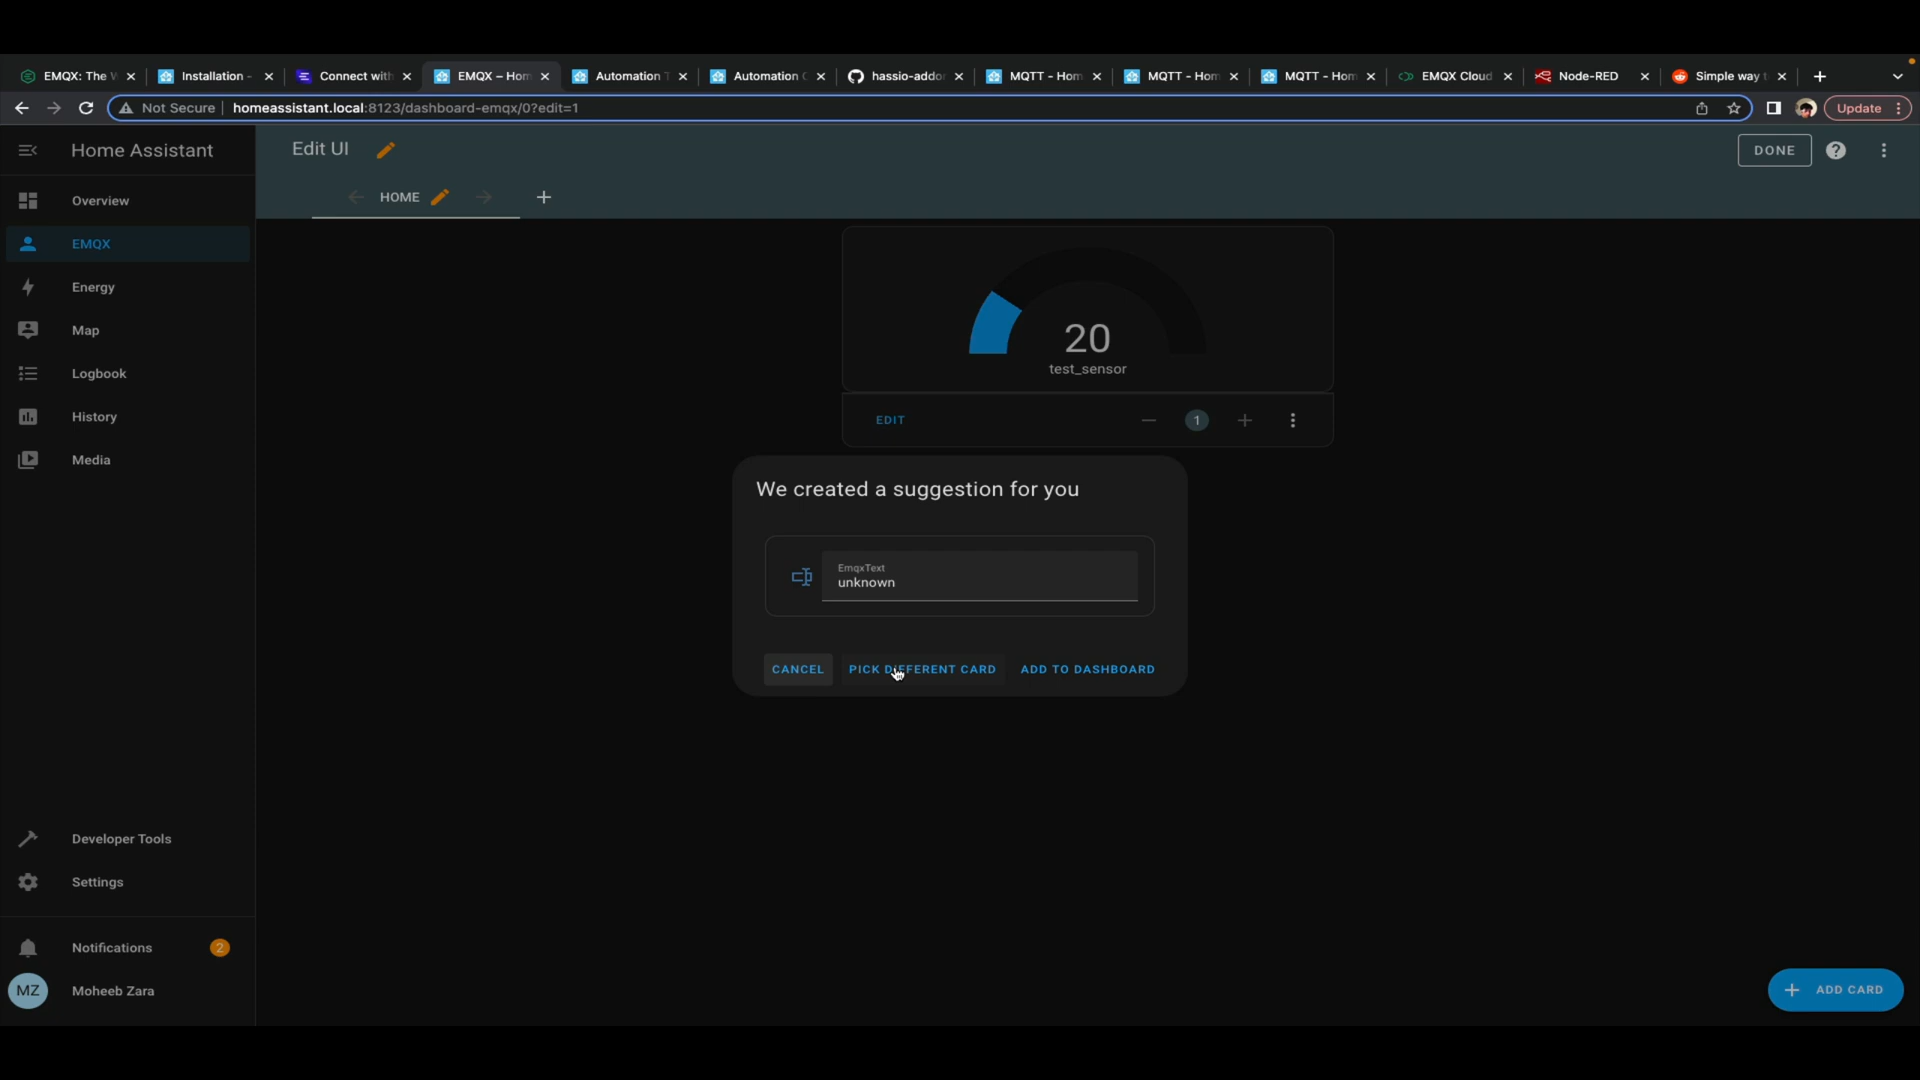 EMQX: The W
Installation -
Connect with
EMQX – Hom
Automation T
Automation C
hassio-addo
MQTT - Hom
MQTT - Hom
MQTT - Hom
EMQX Cloud
Node-RED
Simple way t
Not Secure
homeassistant.local:8123/dashboard-emqx/0?edit=1
Update
Home Assistant
Edit UI
DONE
HOME
Overview
EMQX
Energy
Map
Logbook
History
Media
20
test_sensor
EDIT
1
We created a suggestion for you
EmqxText
unknown
CANCEL
PICK DIFFERENT CARD
ADD TO DASHBOARD
Developer Tools
Settings
Notifications
2
MZ
Moheeb Zara
ADD CARD